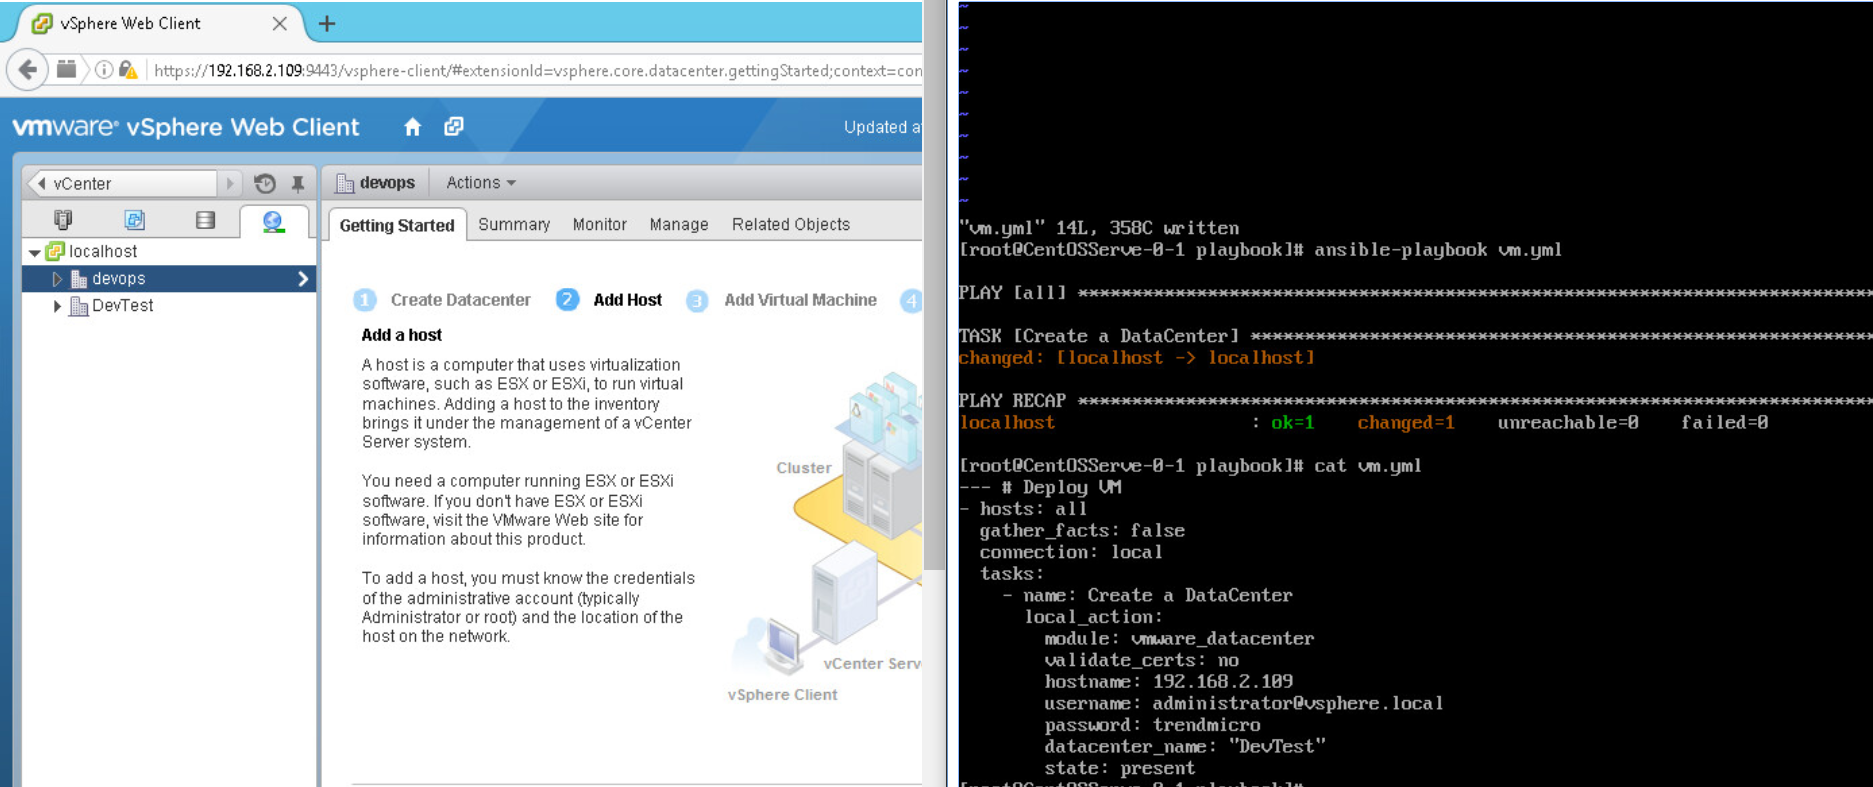 vSphere Web Client
https://192.168.2.109:9443/vsphere-client/#extensionId=vsphere.core.datacenter.gettingStarted;context=con
vmware® vSphere Web Client
Updated a
vCenter
localhost
devops
DevTest
devops Actions
Getting Started Summary Monitor Manage Related Objects
1 Create Datacenter 2 Add Host 3 Add Virtual Machine 4
Add a host
A host is a computer that uses virtualization
software, such as ESX or ESXi, to run virtual
machines. Adding a host to the inventory
brings it under the management of a vCenter
Server system.
You need a computer running ESX or ESXi
software. If you don't have ESX or ESXi
software, visit the VMware Web site for
information about this product.
To add a host, you must know the credentials
of the administrative account (typically
Administrator or root) and the location of the
host on the network.
Cluster
vCenter Serv
vSphere Client
~
~
~
~
~
~
~
~
~
~
"vm.yml" 14L, 358C written
[root@CentOSServe-0-1 playbook]# ansible-playbook vm.yml
PLAY [all] **************************************************************************
TASK [Create a DataCenter] **********************************************************
changed: [localhost -> localhost]
PLAY RECAP **************************************************************************
localhost : ok=1 changed=1 unreachable=0 failed=0
[root@CentOSServe-0-1 playbook]# cat vm.yml
--- # Deploy VM
- hosts: all
gather_facts: false
connection: local
tasks:
- name: Create a DataCenter
local_action:
module: vmware_datacenter
validate_certs: no
hostname: 192.168.2.109
username: administrator@vsphere.local
password: trendmicro
datacenter_name: "DevTest"
state: present
[root@CentOSServe-0-1 playbook]#